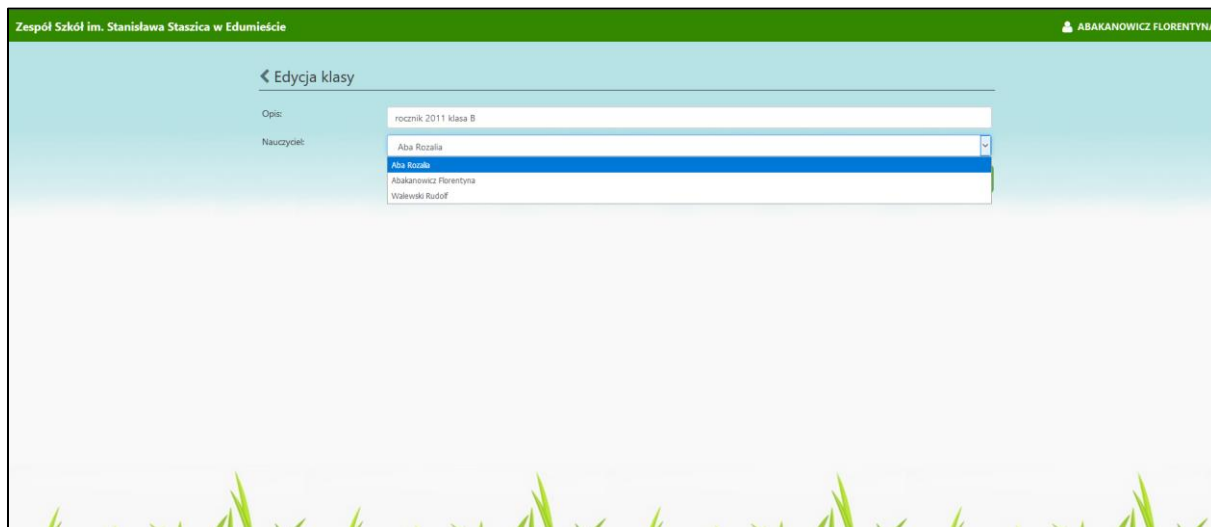 Zespół Szkół im. Stanisława Staszica w Edumieście
ABAKANOWICZ FLORENTYNA
Edycja klasy
Opis:
rocznik 2011 klasa B
Nauczyciel:
Aba Rozalia
Aba Rozalia
Abakanowicz Florentyna
Walewski Rudolf